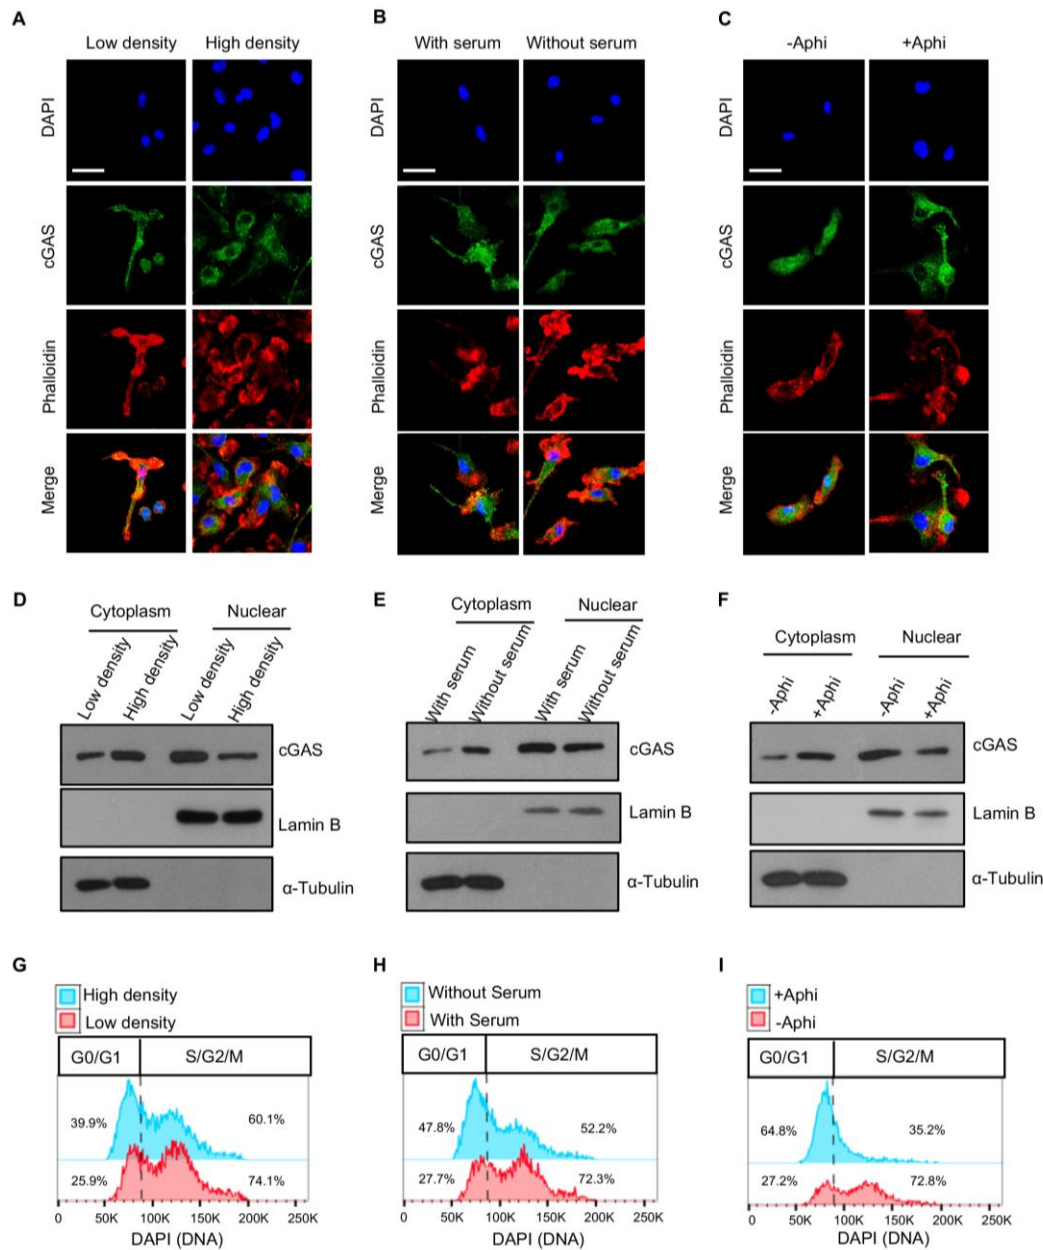 A
B
C
Low density High density
With serum Without serum
-Aphi +Aphi
DAPI
DAPI
DAPI
cGAS
cGAS
cGAS
Phalloidin
Phalloidin
Phalloidin
Merge
Merge
Merge
D
Cytoplasm Nuclear
Low density High density Low density High density
cGAS
Lamin B
α-Tubulin
E
Cytoplasm Nuclear
With serum Without serum With serum Without serum
cGAS
Lamin B
α-Tubulin
F
Cytoplasm Nuclear
-Aphi +Aphi -Aphi +Aphi
cGAS
Lamin B
α-Tubulin
G
High density
Low density
G0/G1 S/G2/M
39.9% 60.1%
25.9% 74.1%
0 50K 100K 150K 200K 250K
DAPI (DNA)
H
Without Serum
With Serum
G0/G1 S/G2/M
47.8% 52.2%
27.7% 72.3%
0 50K 100K 150K 200K 250K
DAPI (DNA)
I
+Aphi
-Aphi
G0/G1 S/G2/M
64.8% 35.2%
27.2% 72.8%
0 50K 100K 150K 200K 250K
DAPI (DNA)